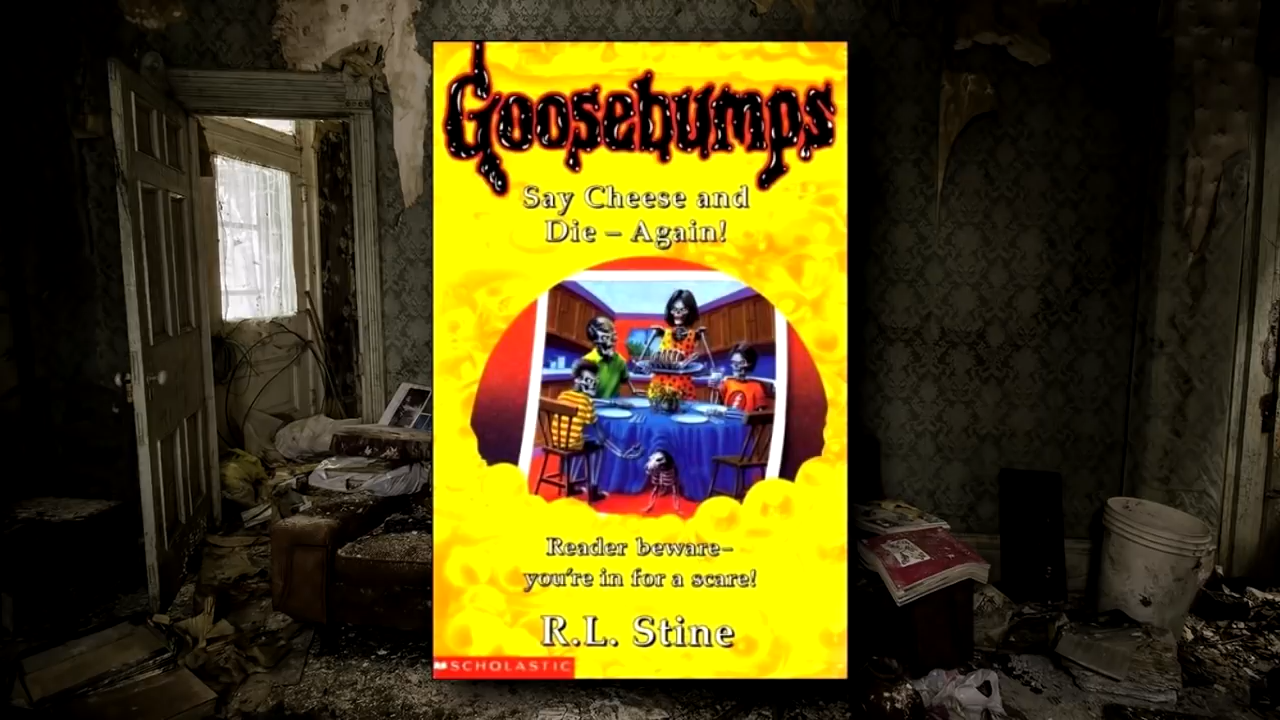 Goosebumps
Say Cheese and
Die – Again!
Reader beware–
you're in for a scare!
R.L. Stine
SCHOLASTIC